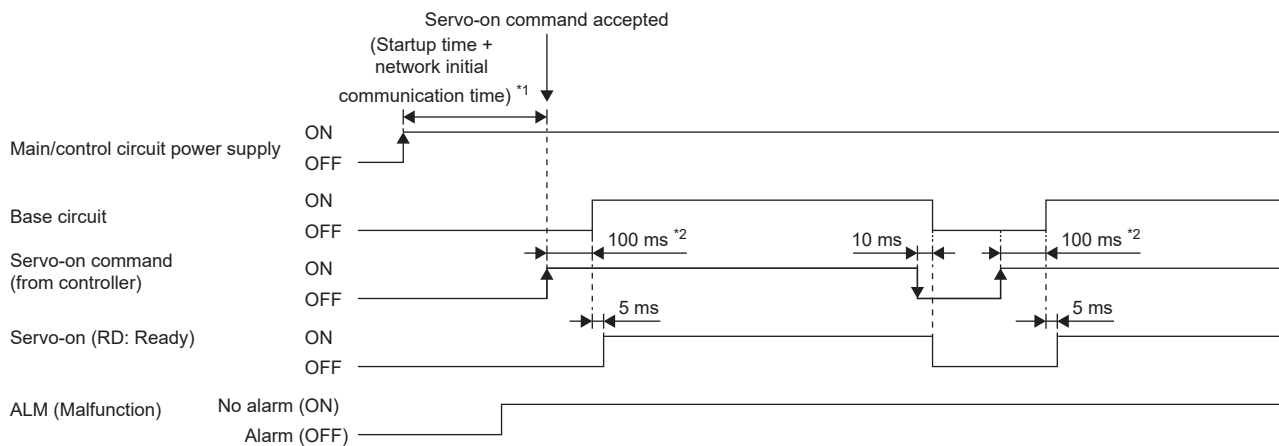 Servo-on command accepted
(Startup time +
network initial
communication time) *1
Main/control circuit power supply
ON
OFF
Base circuit
ON
OFF
100 ms *2
10 ms
100 ms *2
Servo-on command
(from controller)
ON
OFF
5 ms
5 ms
Servo-on (RD: Ready)
ON
OFF
ALM (Malfunction)
No alarm (ON)
Alarm (OFF)